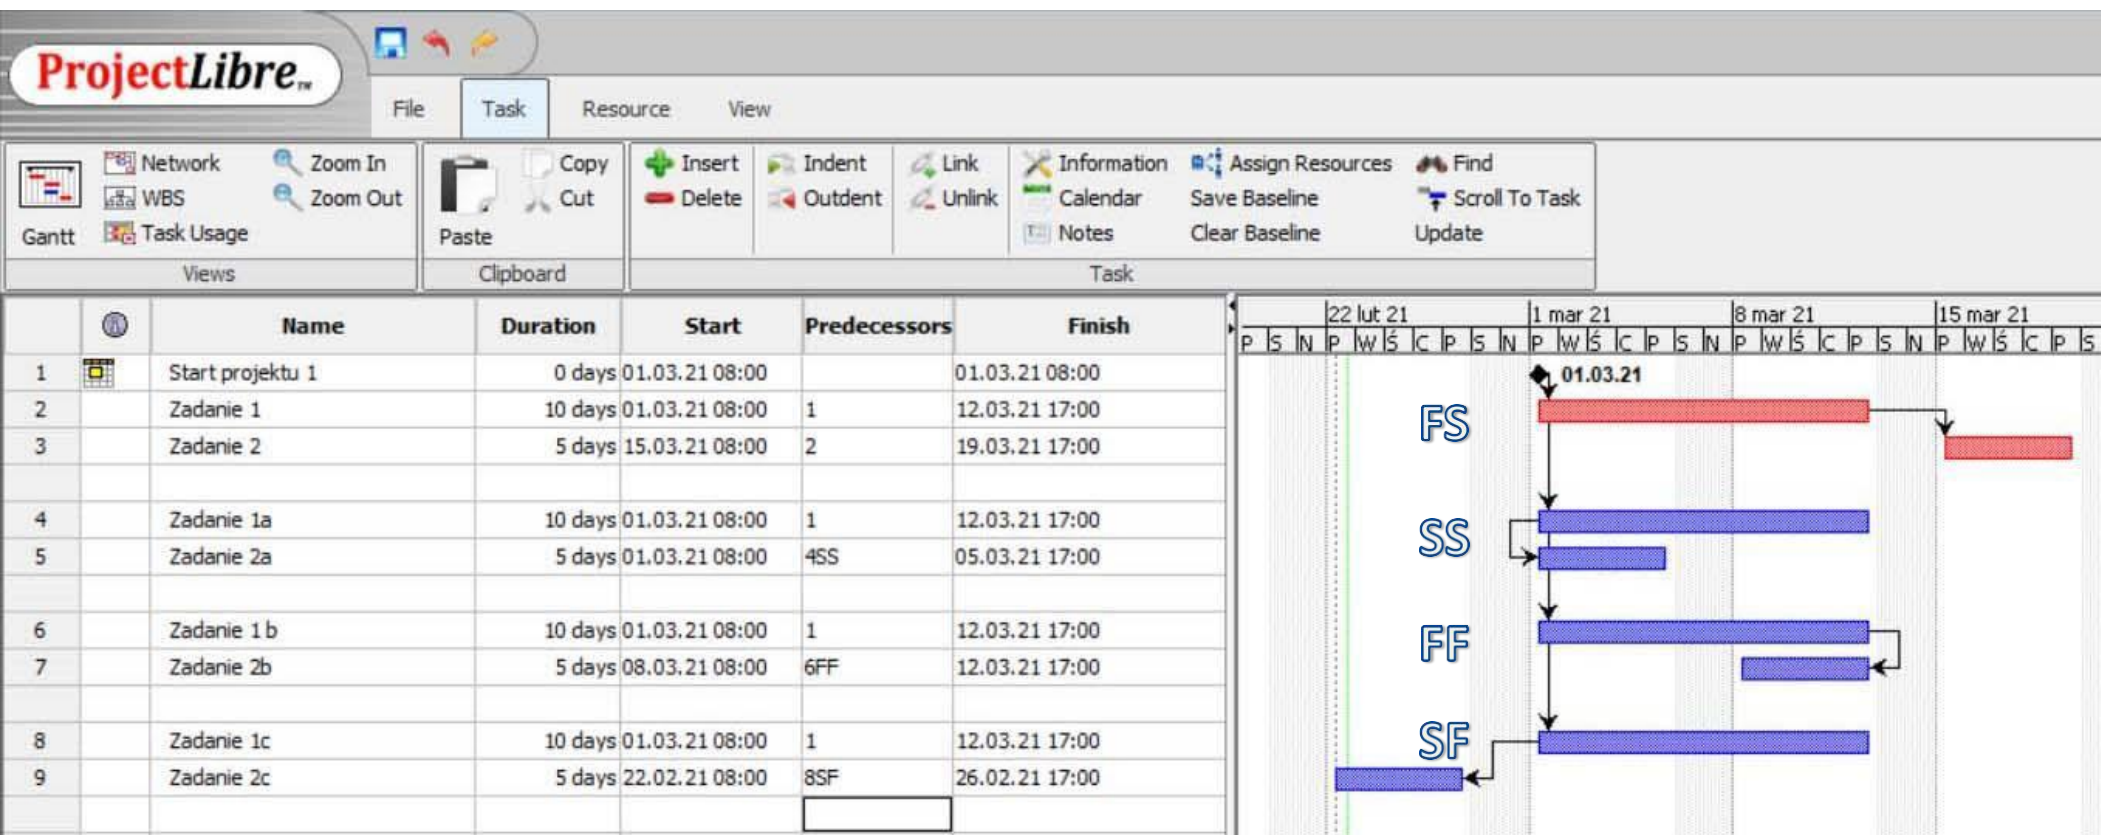 ProjectLibre™
File Task Resource View
Network Zoom In Copy Insert Indent Link Information Assign Resources Find
WBS Zoom Out Cut Delete Outdent Unlink Calendar Save Baseline Scroll To Task
Gantt Task Usage Paste Notes Clear Baseline Update
Views Clipboard Task
Name Duration Start Predecessors Finish
22 lut 21 1 mar 21 8 mar 21 15 mar 21
P S N P W Ś C P S N P W Ś C P S N P W Ś C P S N P W Ś C P S
1 Start projektu 1 0 days 01.03.21 08:00 01.03.21 08:00 01.03.21
2 Zadanie 1 10 days 01.03.21 08:00 1 12.03.21 17:00
FS
3 Zadanie 2 5 days 15.03.21 08:00 2 19.03.21 17:00
4 Zadanie 1a 10 days 01.03.21 08:00 1 12.03.21 17:00
SS
5 Zadanie 2a 5 days 01.03.21 08:00 4SS 05.03.21 17:00
6 Zadanie 1b 10 days 01.03.21 08:00 1 12.03.21 17:00
FF
7 Zadanie 2b 5 days 08.03.21 08:00 6FF 12.03.21 17:00
8 Zadanie 1c 10 days 01.03.21 08:00 1 12.03.21 17:00
SF
9 Zadanie 2c 5 days 22.02.21 08:00 8SF 26.02.21 17:00